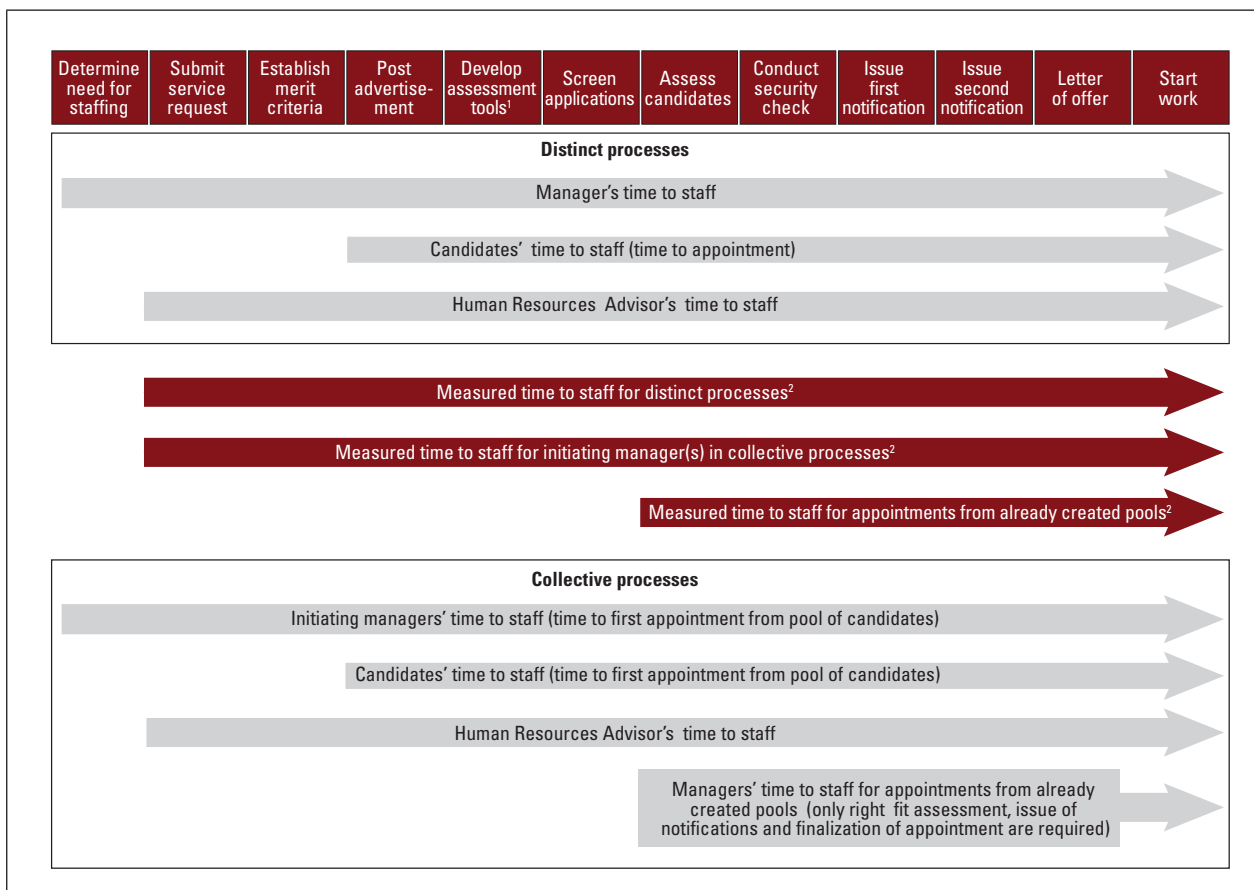 Determine
need for
staffing
Submit
service
request
Establish
merit
criteria
Post
advertise-
ment
Develop
assessment
tools¹
Screen
applications
Assess
candidates
Conduct
security
check
Issue
first
notification
Issue
second
notification
Letter
of offer
Start
work
Distinct processes
Manager’s time to staff
Candidates’ time to staff (time to appointment)
Human Resources Advisor’s time to staff
Measured time to staff for distinct processes²
Measured time to staff for initiating manager(s) in collective processes²
Measured time to staff for appointments from already created pools²
Collective processes
Initiating managers’ time to staff (time to first appointment from pool of candidates)
Candidates’ time to staff (time to first appointment from pool of candidates)
Human Resources Advisor’s time to staff
Managers’ time to staff for appointments from already
created pools (only right fit assessment, issue of
notifications and finalization of appointment are required)